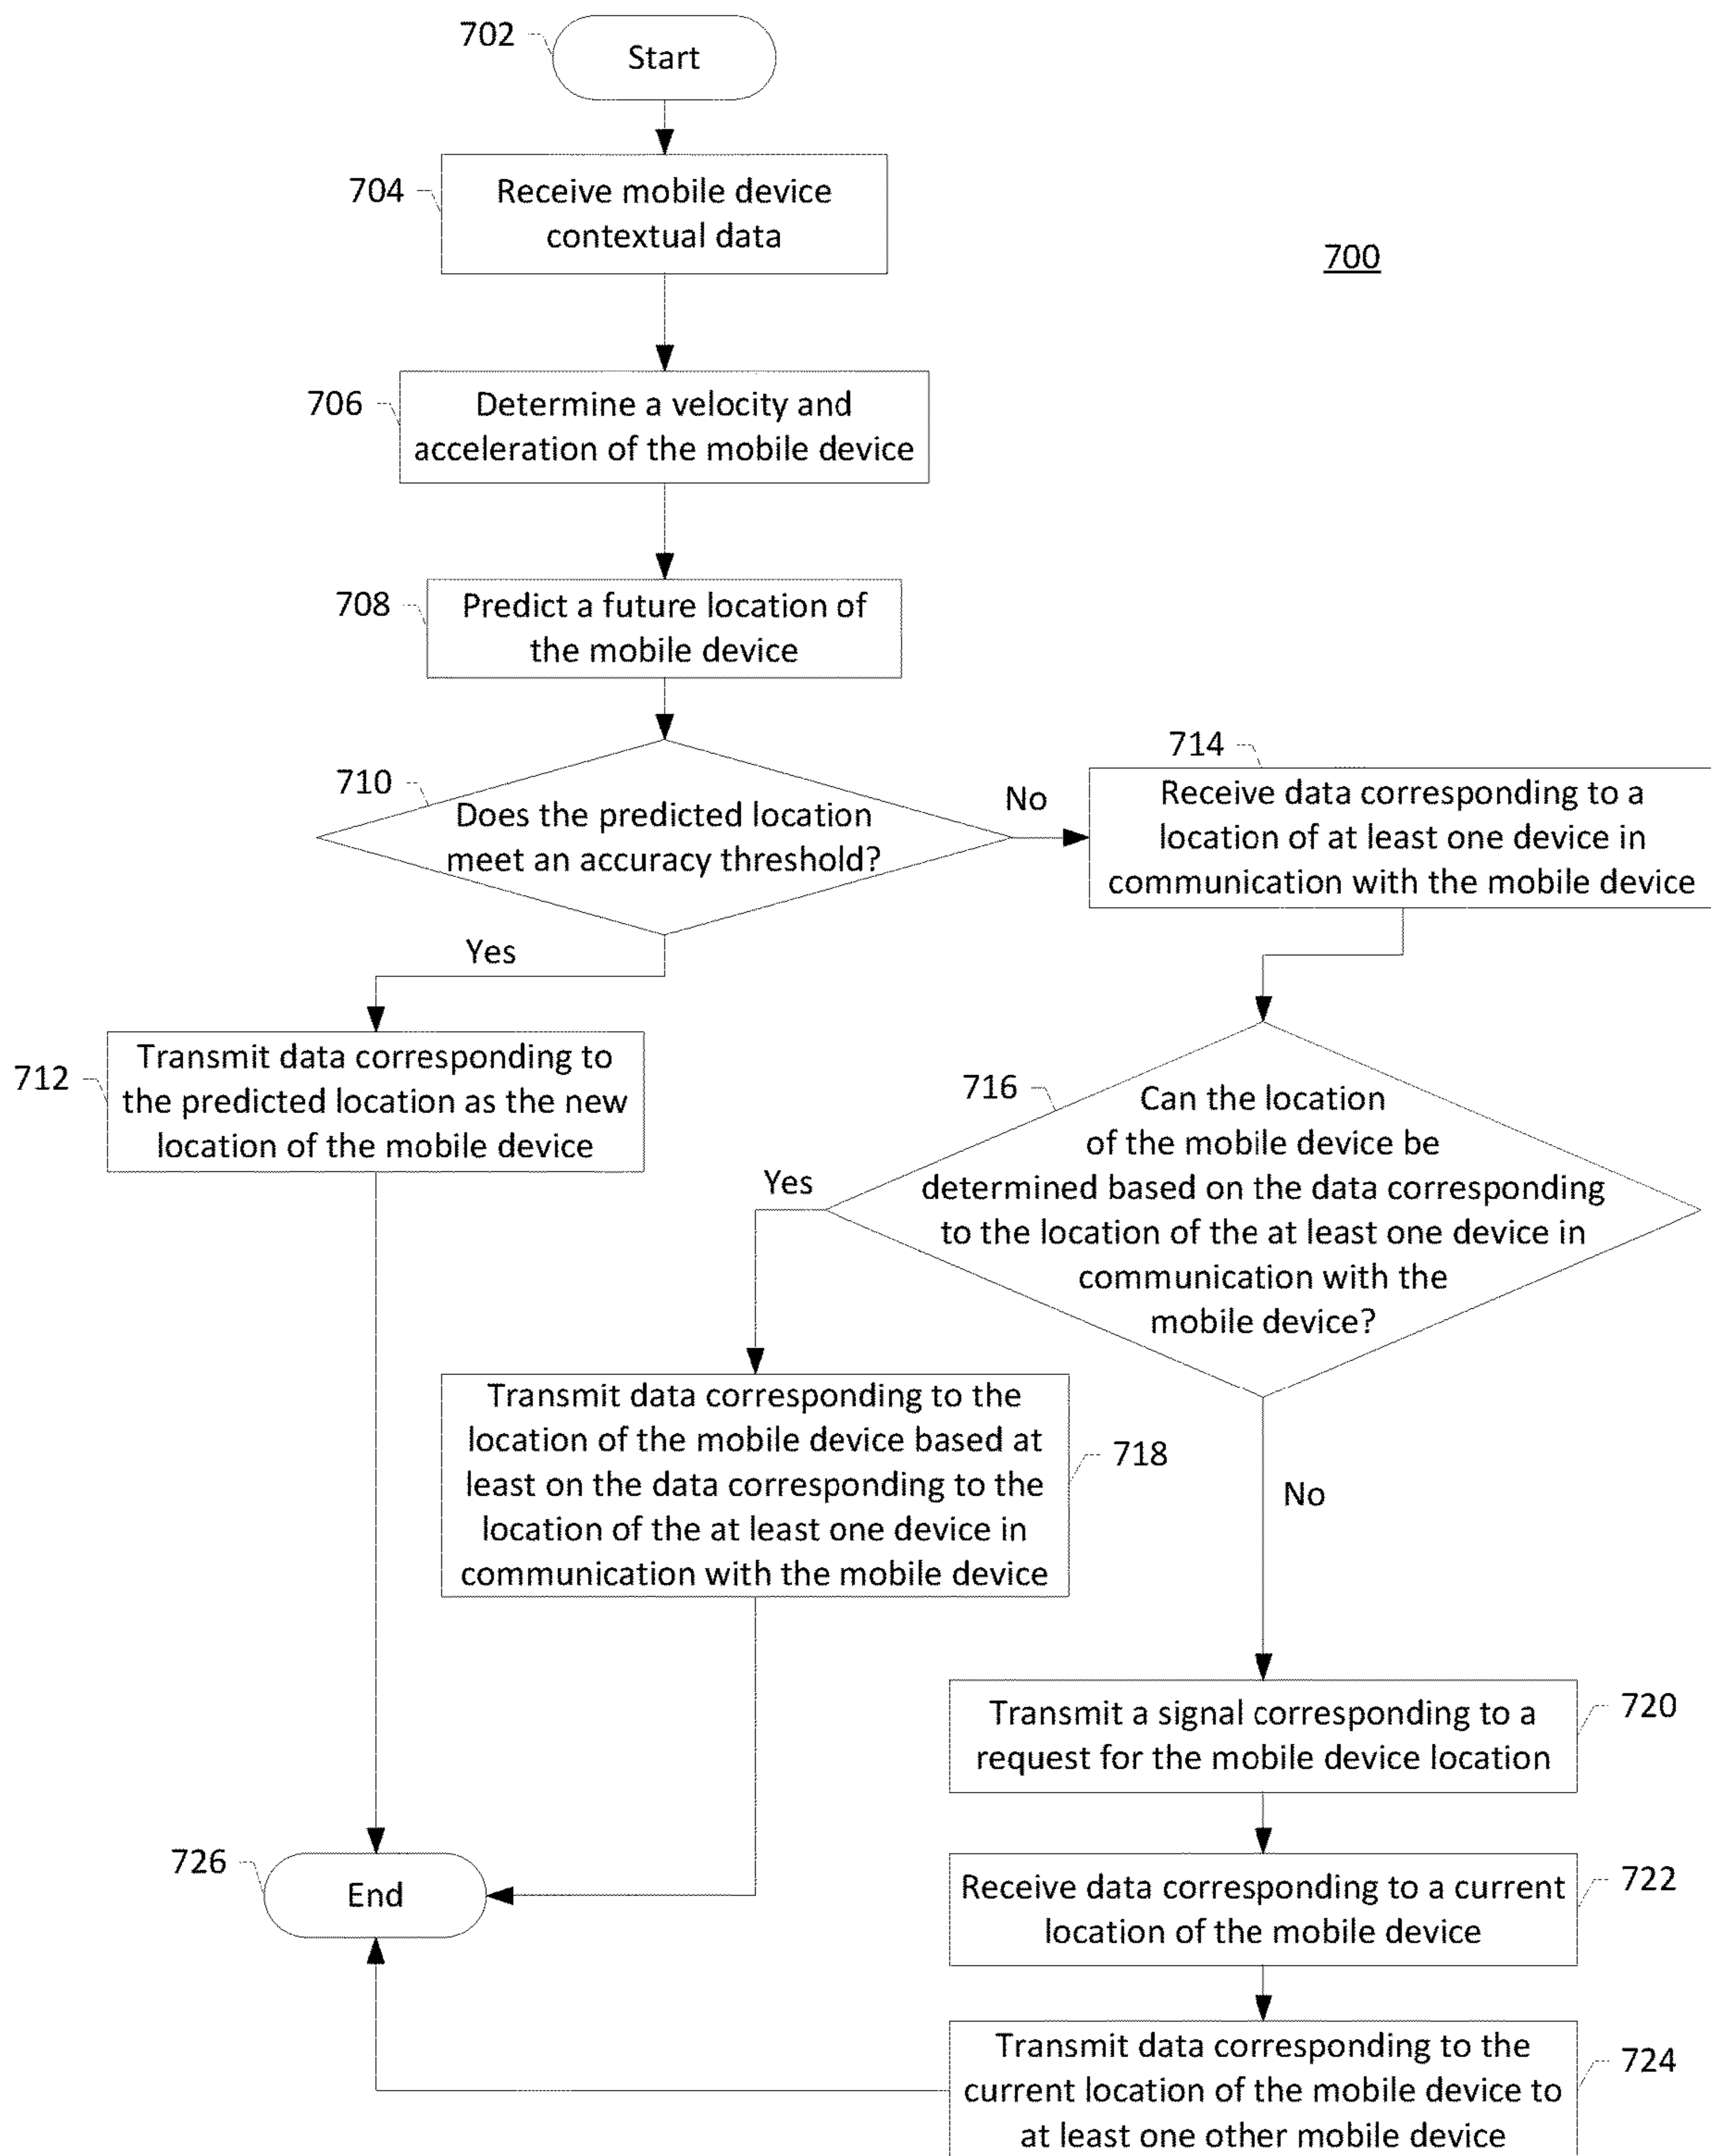 702
Start
704
Receive mobile device
contextual data
700
706
Determine a velocity and
acceleration of the mobile device
708
Predict a future location of
the mobile device
710
Does the predicted location
meet an accuracy threshold?
No
714
Receive data corresponding to a
location of at least one device in
communication with the mobile device
Yes
712
Transmit data corresponding to
the predicted location as the new
location of the mobile device
716
Can the location
of the mobile device be
determined based on the data corresponding
to the location of the at least one device in
communication with the
mobile device?
Yes
718
Transmit data corresponding to the
location of the mobile device based at
least on the data corresponding to the
location of the at least one device in
communication with the mobile device
No
720
Transmit a signal corresponding to a
request for the mobile device location
722
Receive data corresponding to a current
location of the mobile device
724
Transmit data corresponding to the
current location of the mobile device to
at least one other mobile device
726
End